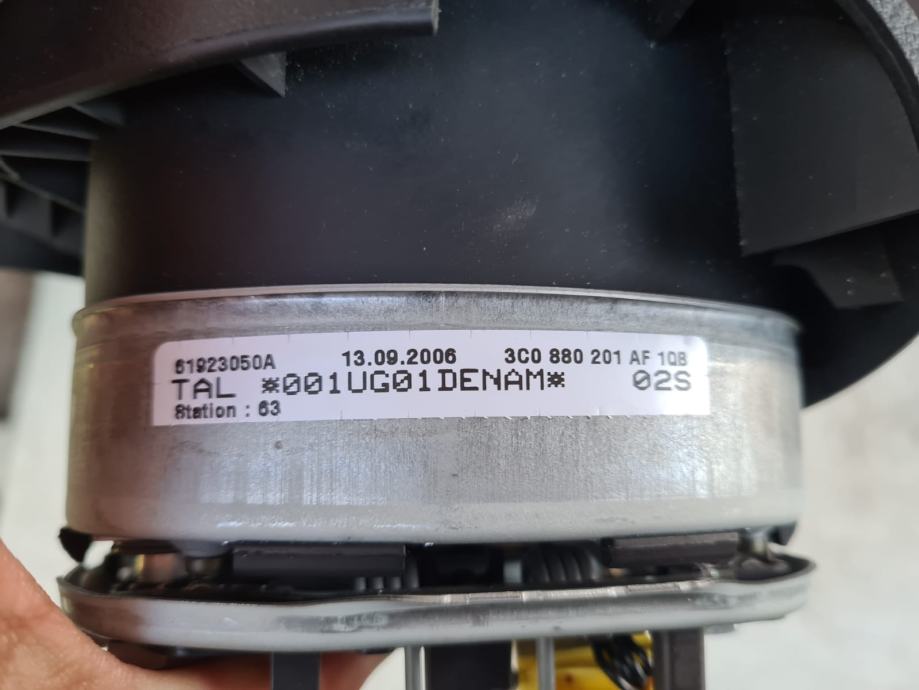 61923050A 13.09.2006 3C0 880 201 AF 1QB
TAL *001UG01DENAM* 02S
Station : 63